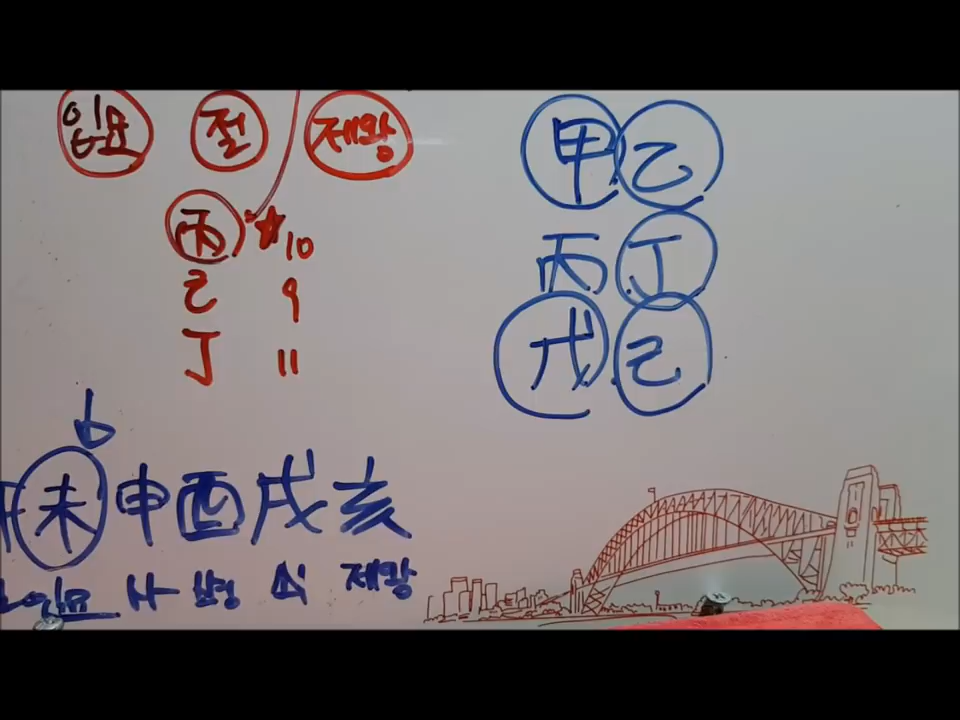 입묘 절 제왕
丙 10
己 9
丁 11
甲 乙
丙 丁
戊 己
未 申 酉 戌 亥
입묘 사 병 쇠 제왕